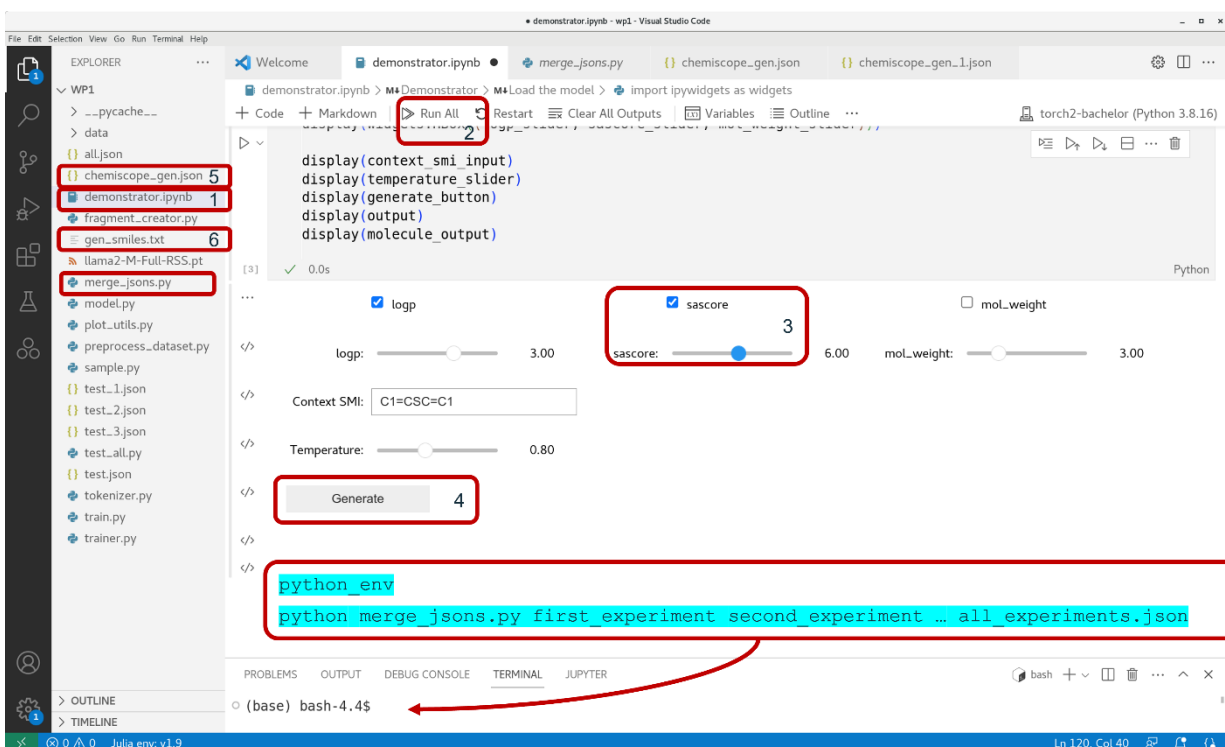 • demonstrator.ipynb - wp1 - Visual Studio Code
File Edit Selection View Go Run Terminal Help
EXPLORER ...
Welcome demonstrator.ipynb ● merge_jsons.py {} chemiscope_gen.json {} chemiscope_gen_1.json ...
demonstrator.ipynb > M↓Demonstrator > M↓Load the model > import ipywidgets as widgets
+ Code + Markdown Run All Restart Clear All Outputs Variables Outline ... torch2-bachelor (Python 3.8.16)
2
1
WP1
> __pycache__
> data
{} all.json
{} chemiscope_gen.json 5
demonstrator.ipynb 1
fragment_creator.py
gen_smiles.txt 6
llama2-M-Full-RSS.pt
merge_jsons.py
model.py
plot_utils.py
preprocess_dataset.py
sample.py
{} test_1.json
{} test_2.json
{} test_3.json
test_all.py
{} test.json
tokenizer.py
train.py
trainer.py
> OUTLINE
> TIMELINE
1
display(context_smi_input)
display(temperature_slider)
display(generate_button)
display(output)
display(molecule_output)
[3] ✓ 0.0s Python
... logp sascore mol_weight
3
</> logp: 3.00 sascore: 6.00 mol_weight: 3.00
</> Context SMI: C1=CSC=C1
</> Temperature: 0.80
</> Generate 4
</>
</>
python_env
python merge_jsons.py first_experiment second_experiment … all_experiments.json
PROBLEMS OUTPUT DEBUG CONSOLE TERMINAL JUPYTER bash ...
(base) bash-4.4$
0 0 Julia env: v1.9 Ln 120, Col 40